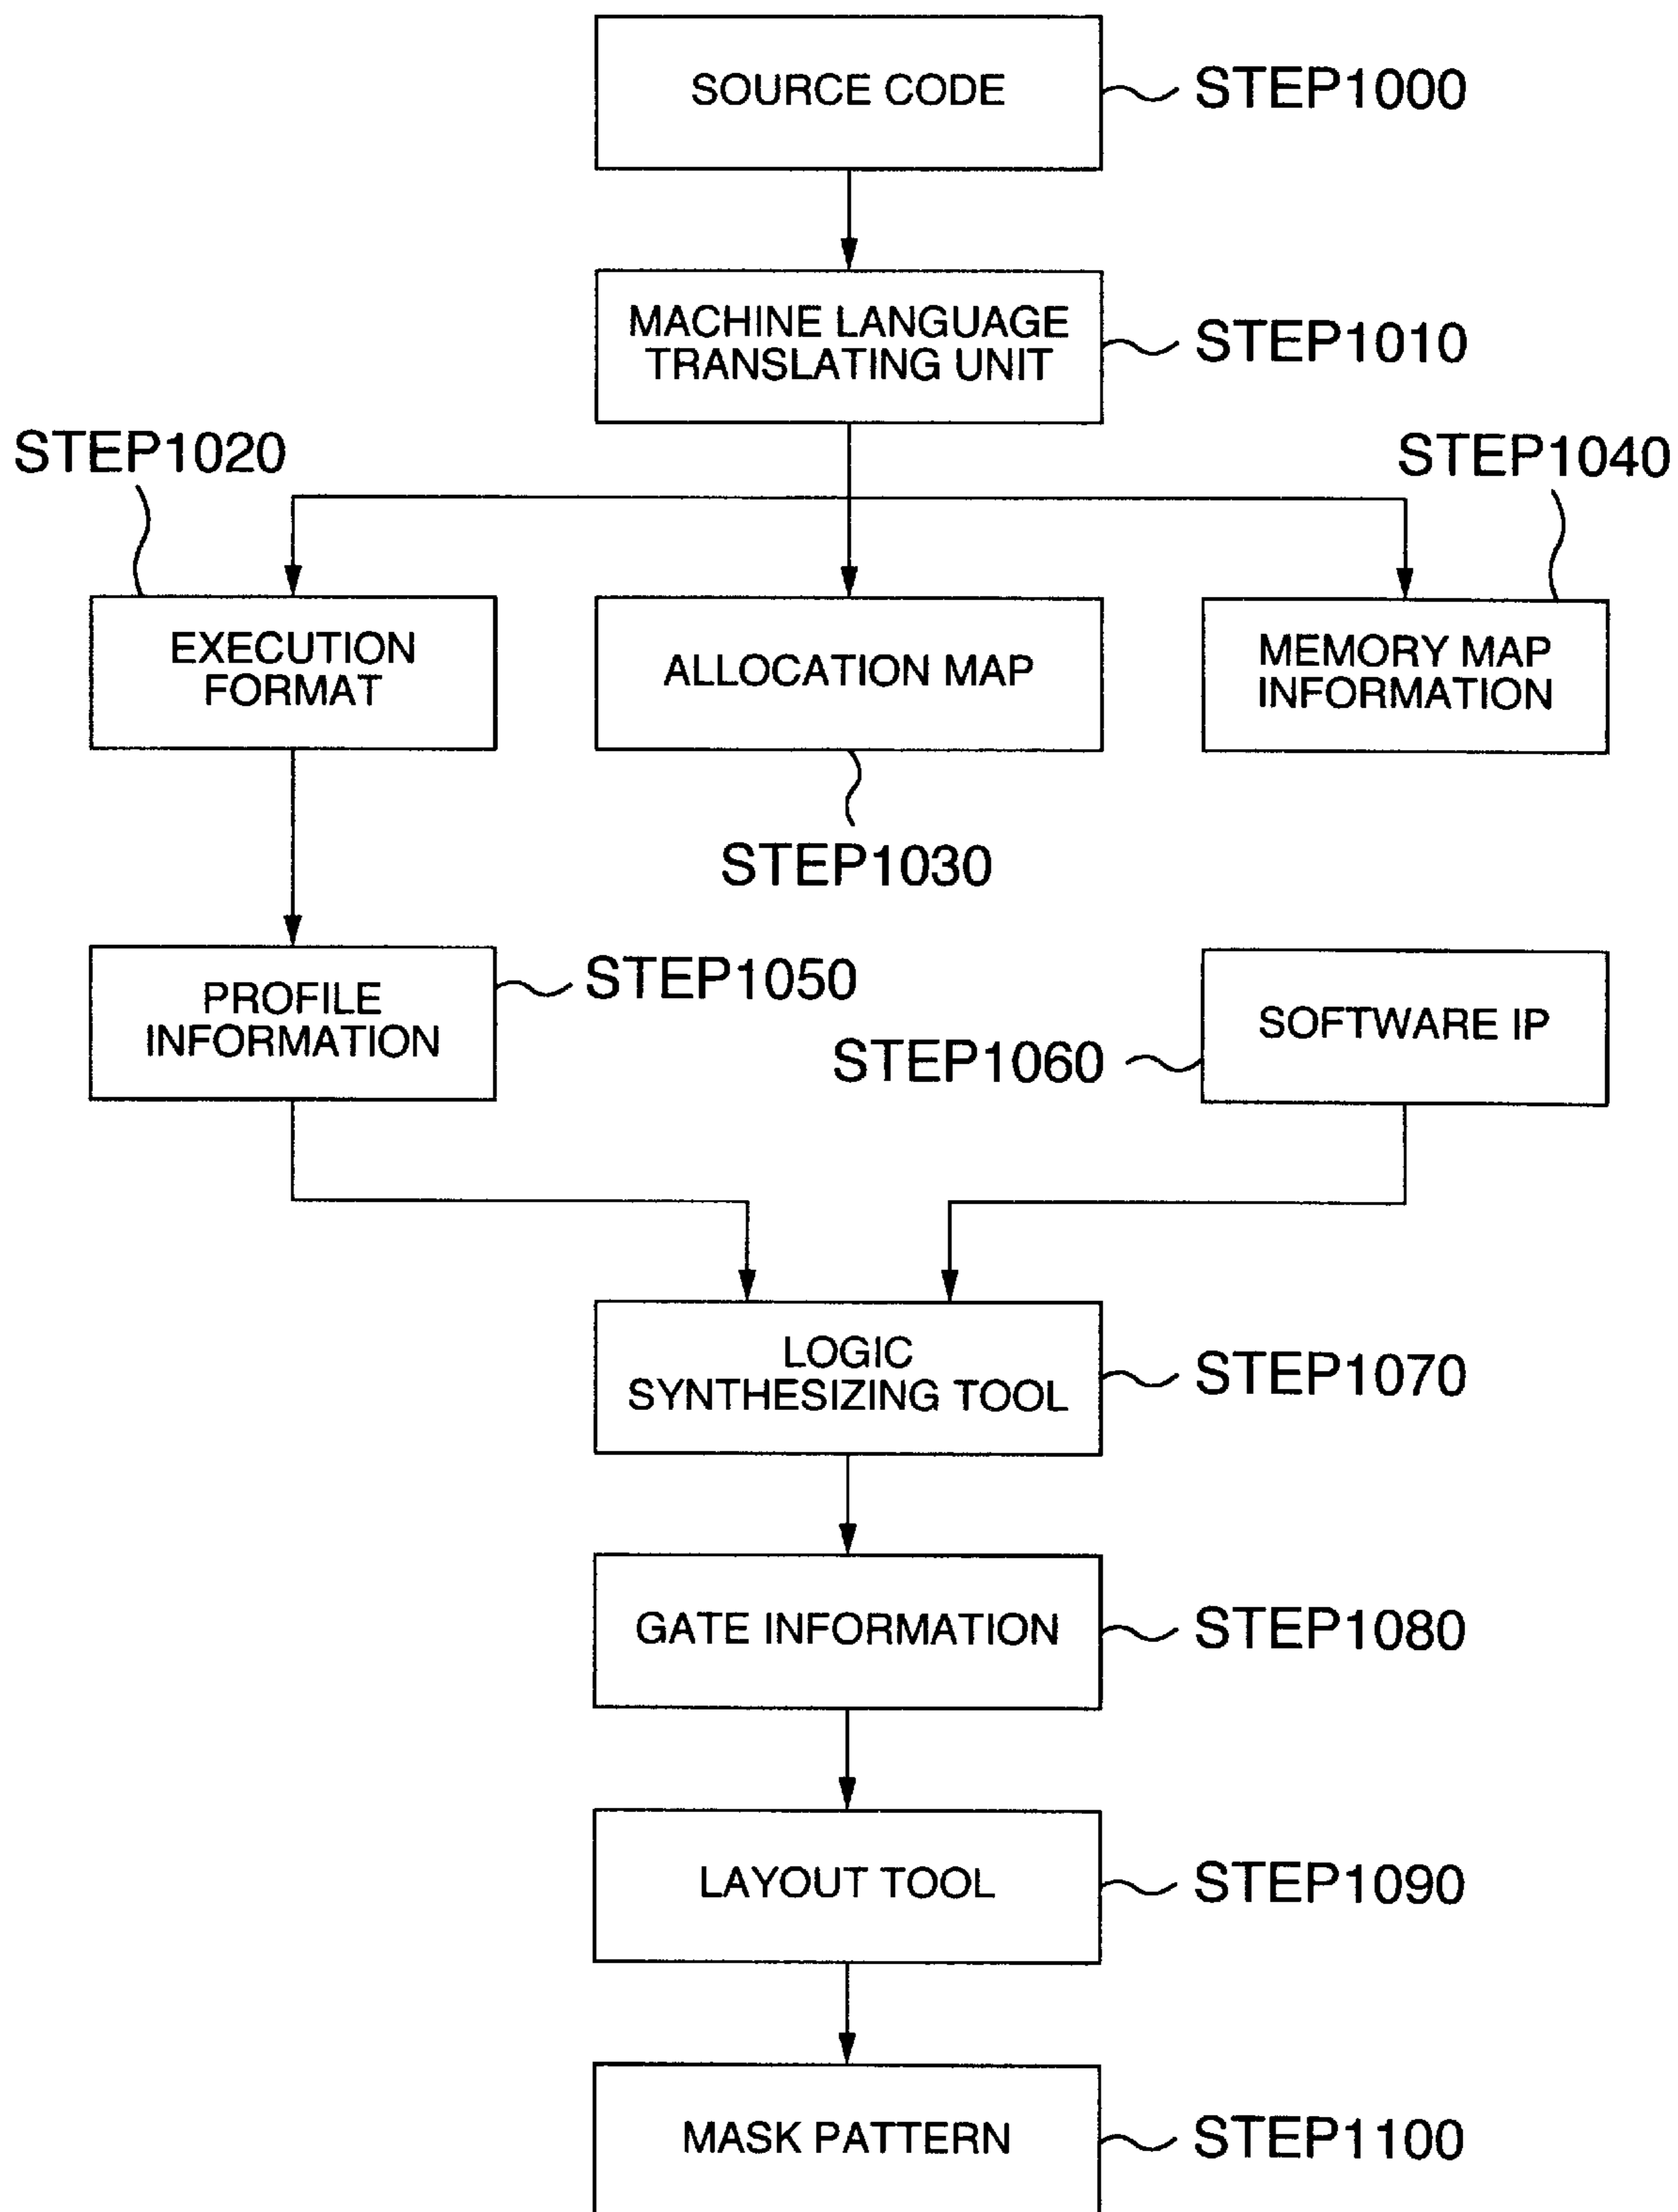 SOURCE CODE
STEP1000
MACHINE LANGUAGE
TRANSLATING UNIT
STEP1010
STEP1020
STEP1040
EXECUTION
FORMAT
ALLOCATION MAP
MEMORY MAP
INFORMATION
STEP1030
PROFILE
INFORMATION
STEP1050
SOFTWARE IP
STEP1060
LOGIC
SYNTHESIZING TOOL
STEP1070
GATE INFORMATION
STEP1080
LAYOUT TOOL
STEP1090
MASK PATTERN
STEP1100